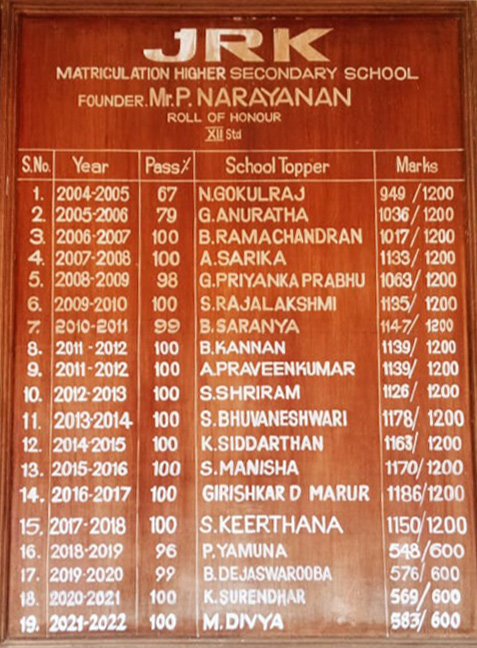 JRK
MATRICULATION HIGHER SECONDARY SCHOOL
FOUNDER. Mr.P. NARAYANAN
ROLL OF HONOUR
XII Std
S.No. Year Pass% School Topper Marks
1. 2004-2005 67 N.GOKULRAJ 949 /1200
2. 2005-2006 79 G.ANURATHA 1036/1200
3. 2006-2007 100 B.RAMACHANDRAN 1017/ 1200
4. 2007-2008 100 A.SARIKA 1133/ 1200
5. 2008-2009 98 G.PRIYANKA PRABHU 1063/ 1200
6. 2009-2010 100 S.RAJALAKSHMI 1135/ 1200
7. 2010-2011 99 B.SARANYA 1147/ 1200
8. 2011-2012 100 B.KANNAN 1139/ 1200
9. 2011-2012 100 A.PRAVEENKUMAR 1139/ 1200
10. 2012-2013 100 S.SHRIRAM 1126/ 1200
11. 2013-2014 100 S.BHUVANESHWARI 1178/ 1200
12. 2014-2015 100 K.SIDDARTHAN 1163/ 1200
13. 2015-2016 100 S.MANISHA 1170/1200
14. 2016-2017 100 GIRISHKAR D MARUR 1186/1200
15. 2017-2018 100 S.KEERTHANA 1150/1200
16. 2018-2019 96 P.YAMUNA 548/600
17. 2019-2020 99 B.DEJASWAROOBA 576/ 600
18. 2020-2021 100 K.SURENDHAR 569/600
19. 2021-2022 100 M.DIVYA 583/ 600